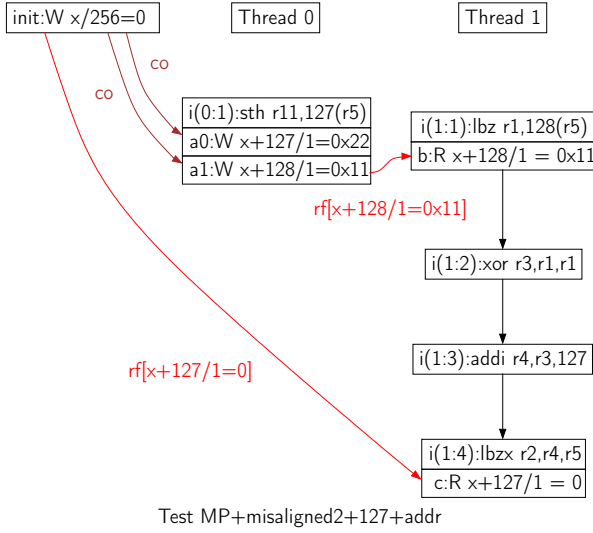 init:W x/256=0
Thread 0
Thread 1
co
co
i(0:1):sth r11,127(r5)
a0:W x+127/1=0x22
a1:W x+128/1=0x11
i(1:1):lbz r1,128(r5)
b:R x+128/1 = 0x11
rf[x+128/1=0x11]
i(1:2):xor r3,r1,r1
i(1:3):addi r4,r3,127
rf[x+127/1=0]
i(1:4):lbzx r2,r4,r5
c:R x+127/1 = 0
Test MP+misaligned2+127+addr